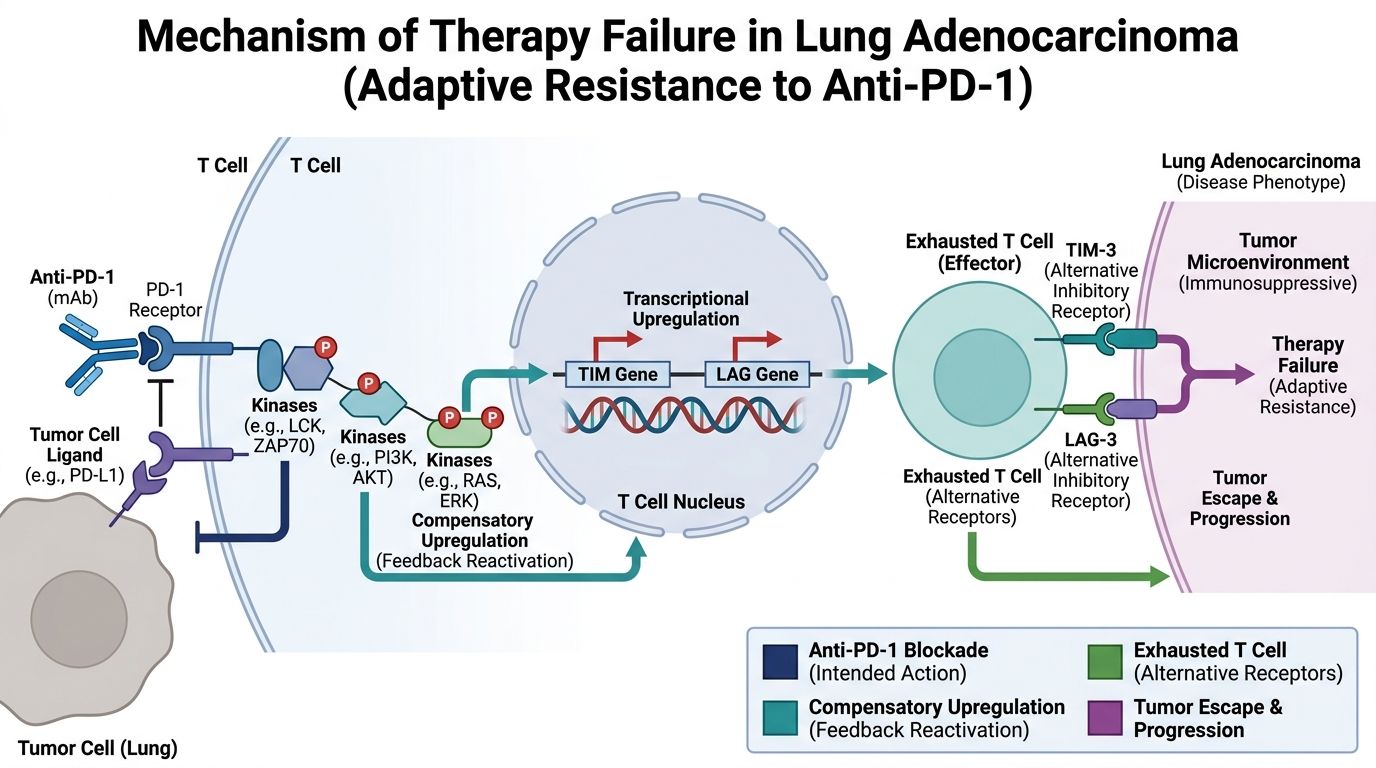 Mechanism of Therapy Failure in Lung Adenocarcinoma
(Adaptive Resistance to Anti-PD-1)
T Cell
T Cell
Anti-PD-1
(mAb)
PD-1
Receptor
P
Kinases
(e.g., LCK,
ZAP70)
P
Kinases
(e.g., PI3K,
AKT)
P
P
Kinases
(e.g., RAS,
ERK)
Compensatory
Upregulation
(Feedback Reactivation)
Tumor Cell
Ligand
(e.g., PD-L1)
Tumor Cell (Lung)
Transcriptional
Upregulation
TIM Gene
LAG Gene
T Cell Nucleus
Exhausted T Cell
(Effector)
TIM-3
(Alternative
Inhibitory
Receptor)
LAG-3
(Alternative
Inhibitory
Receptor)
Exhausted T Cell
(Alternative
Receptors)
Lung Adenocarcinoma
(Disease Phenotype)
Tumor
Microenvironment
(Immunosuppressive)
Therapy
Failure
(Adaptive
Resistance)
Tumor
Escape &
Progression
Anti-PD-1 Blockade
(Intended Action)
Compensatory Upregulation
(Feedback Reactivation)
Exhausted T Cell
(Alternative Receptors)
Tumor Escape &
Progression